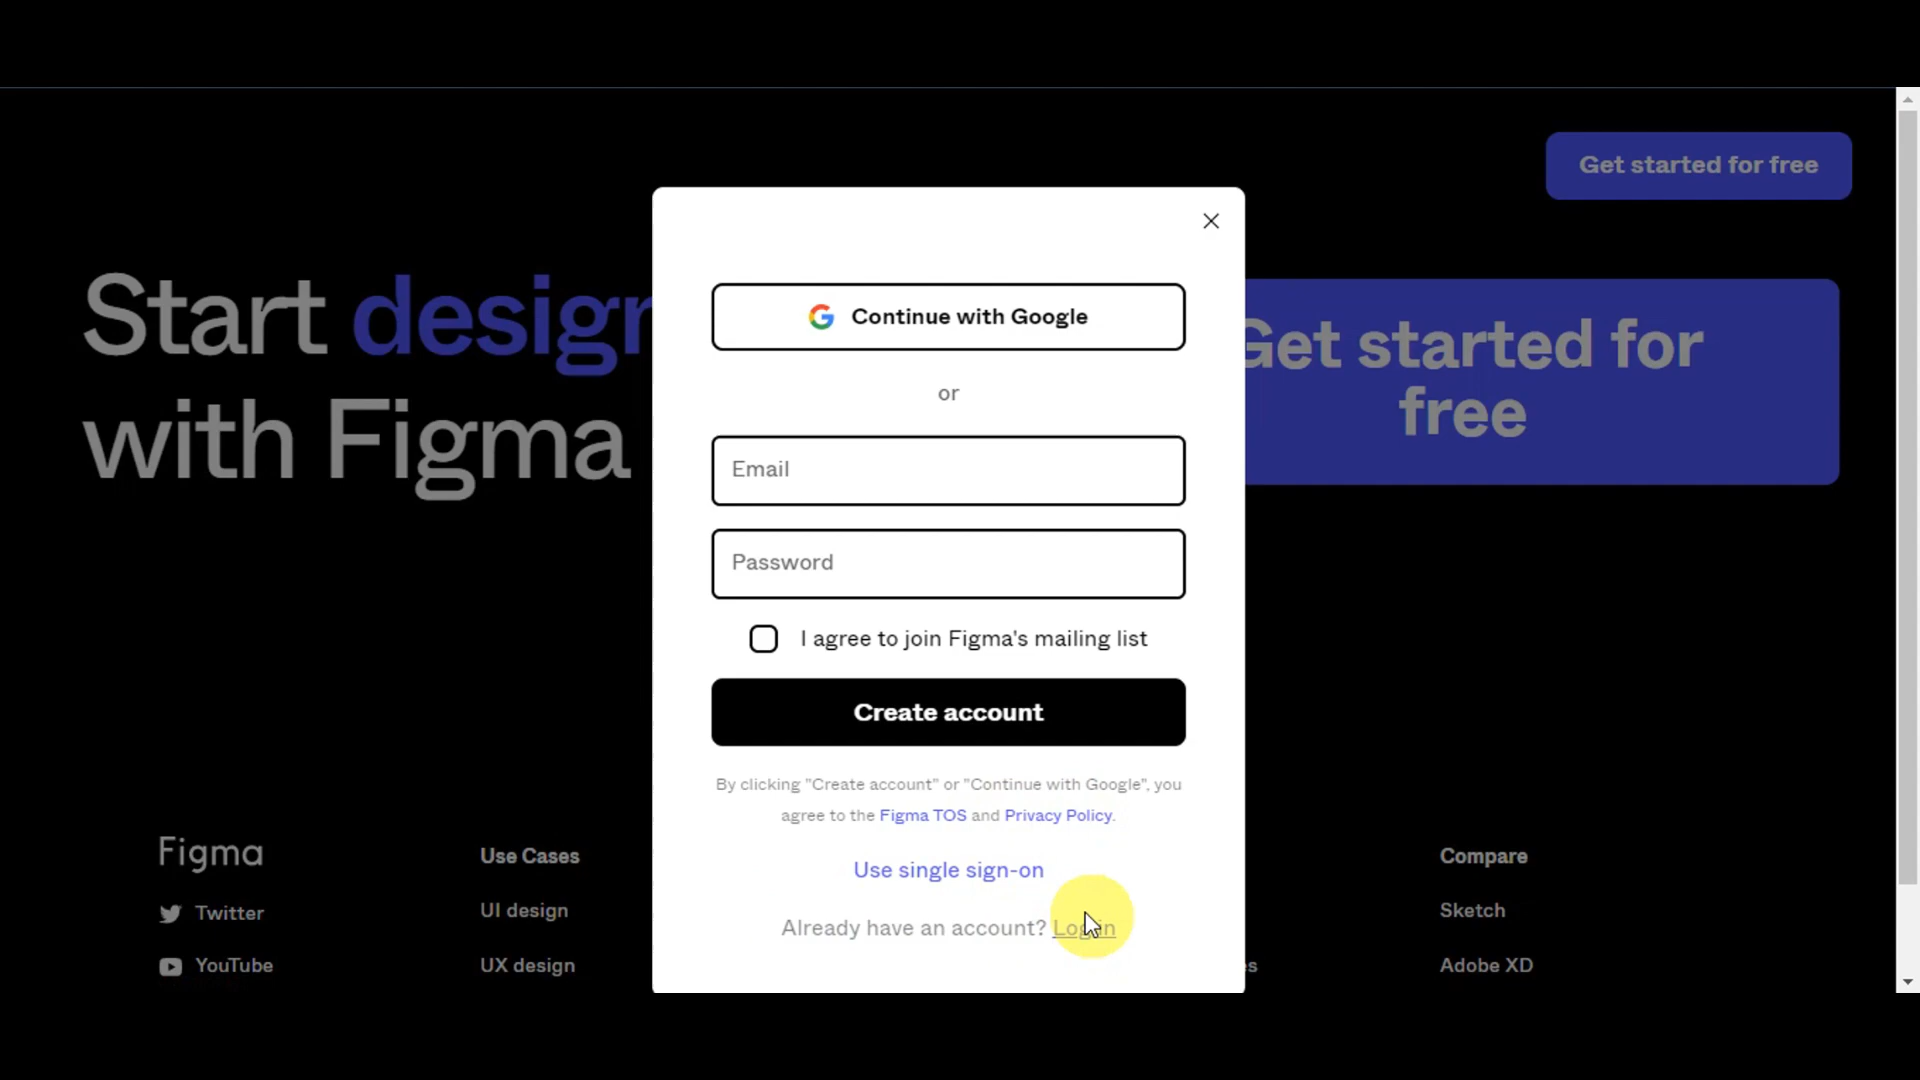 Get started for free
Start design
with Figma
Get started for
free
Continue with Google
or
Email
Password
I agree to join Figma's mailing list
Create account
By clicking "Create account" or "Continue with Google", you
agree to the Figma TOS and Privacy Policy.
Use single sign-on
Already have an account? Log in
Figma
Twitter
YouTube
Use Cases
UI design
UX design
es
Compare
Sketch
Adobe XD